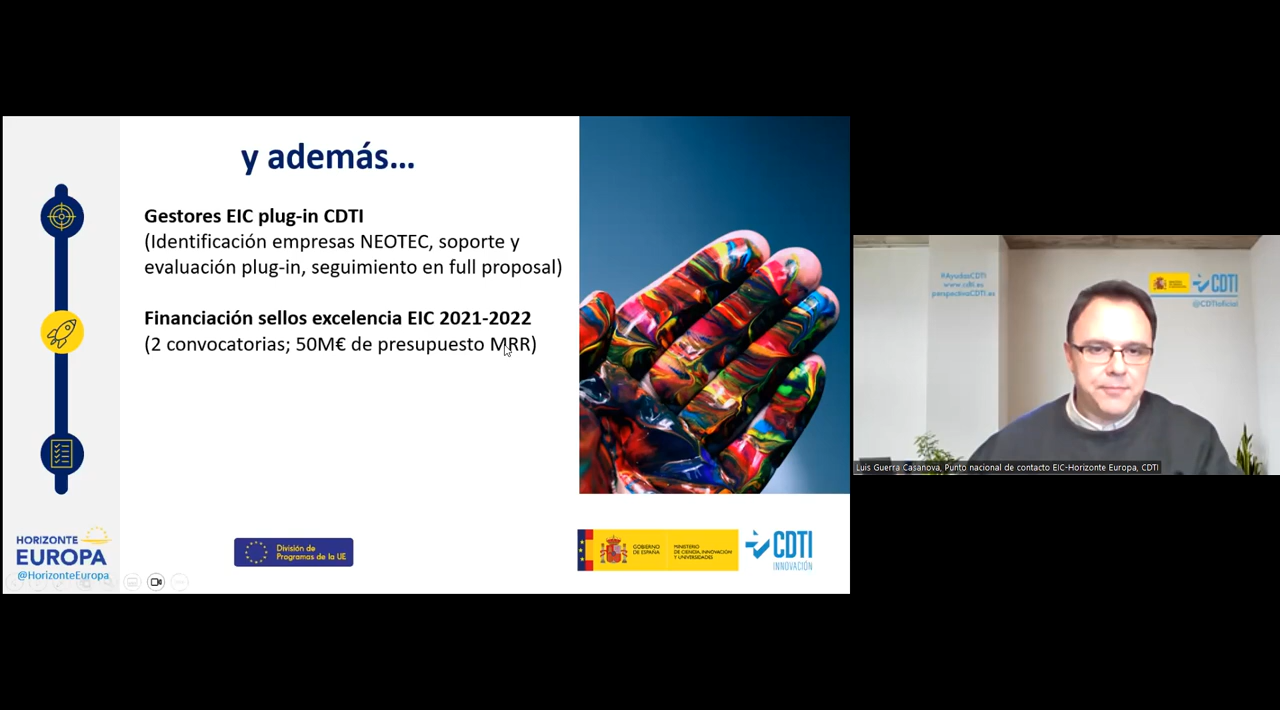 y además...
Gestores EIC plug-in CDTI
(Identificación empresas NEOTEC, soporte y
evaluación plug-in, seguimiento en full proposal)
Financiación sellos excelencia EIC 2021-2022
(2 convocatorias; 50M€ de presupuesto MRR)
HORIZONTE
EUROPA
@HorizonteEuropa
División de
Programas de la UE
GOBIERNO
DE ESPAÑA
MINISTERIO
DE CIENCIA, INNOVACIÓN
Y UNIVERSIDADES
CDTI
INNOVACIÓN
#AyudasCDTI
www.cdti.es
perspectivaCDTI.es
CDTI
@CDTIoficial
Luis Guerra Casanova, Punto nacional de contacto EIC-Horizonte Europa, CDTI